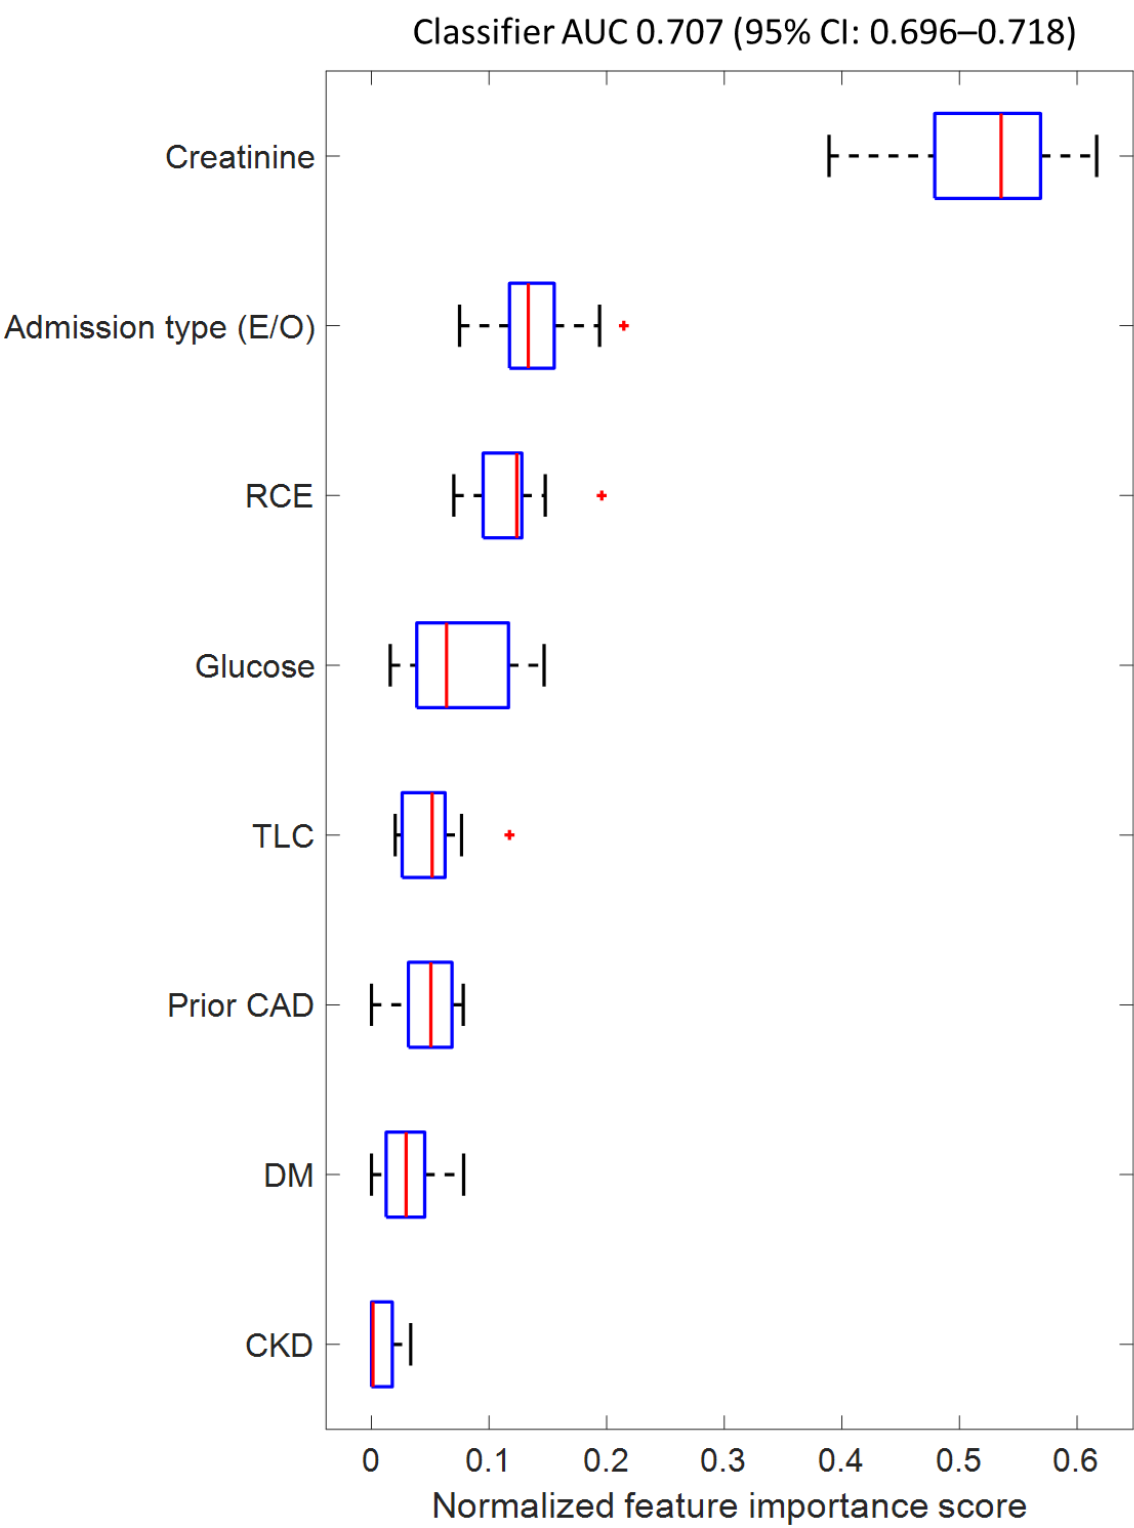 Classifier AUC 0.707 (95% CI: 0.696–0.718)
Creatinine
Admission type (E/O)
RCE
Glucose
TLC
Prior CAD
DM
CKD
0 0.1 0.2 0.3 0.4 0.5 0.6
Normalized feature importance score